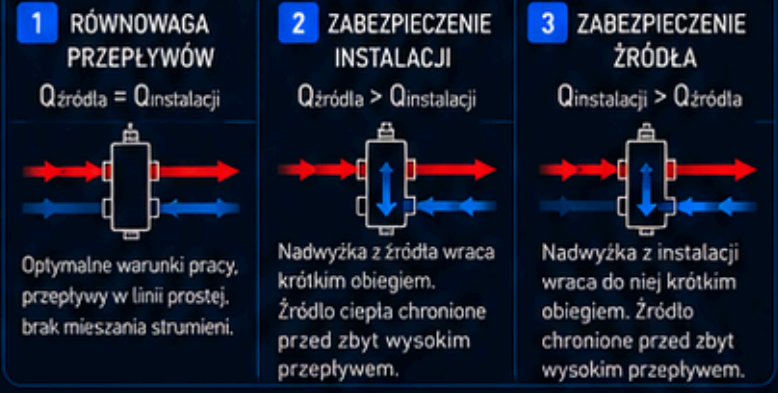 1 RÓWNOWAGA
PRZEPŁYWÓW
Qźródła = Qinstalacji
Optymalne warunki pracy,
przepływy w linii prostej,
brak mieszania strumieni.
2 ZABEZPIECZENIE
INSTALACJI
Qźródła > Qinstalacji
Nadwyżka z źródła wraca
krótkim obiegiem.
Źródło ciepła chronione
przed zbyt wysokim
przepływem.
3 ZABEZPIECZENIE
ŹRÓDŁA
Qinstalacji > Qźródła
Nadwyżka z instalacji
wraca do niej krótkim
obiegiem. Źródło
chronione przed zbyt
wysokim przepływem.